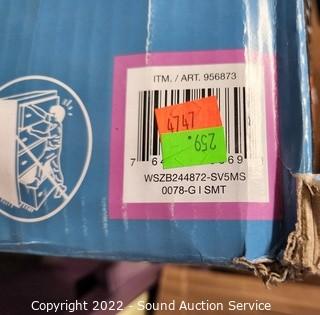 ITM. / ART. 956873
4747
259.-
WSZB244872-SV5MS
0078-G I SMT
Copyright 2022 - Sound Auction Service